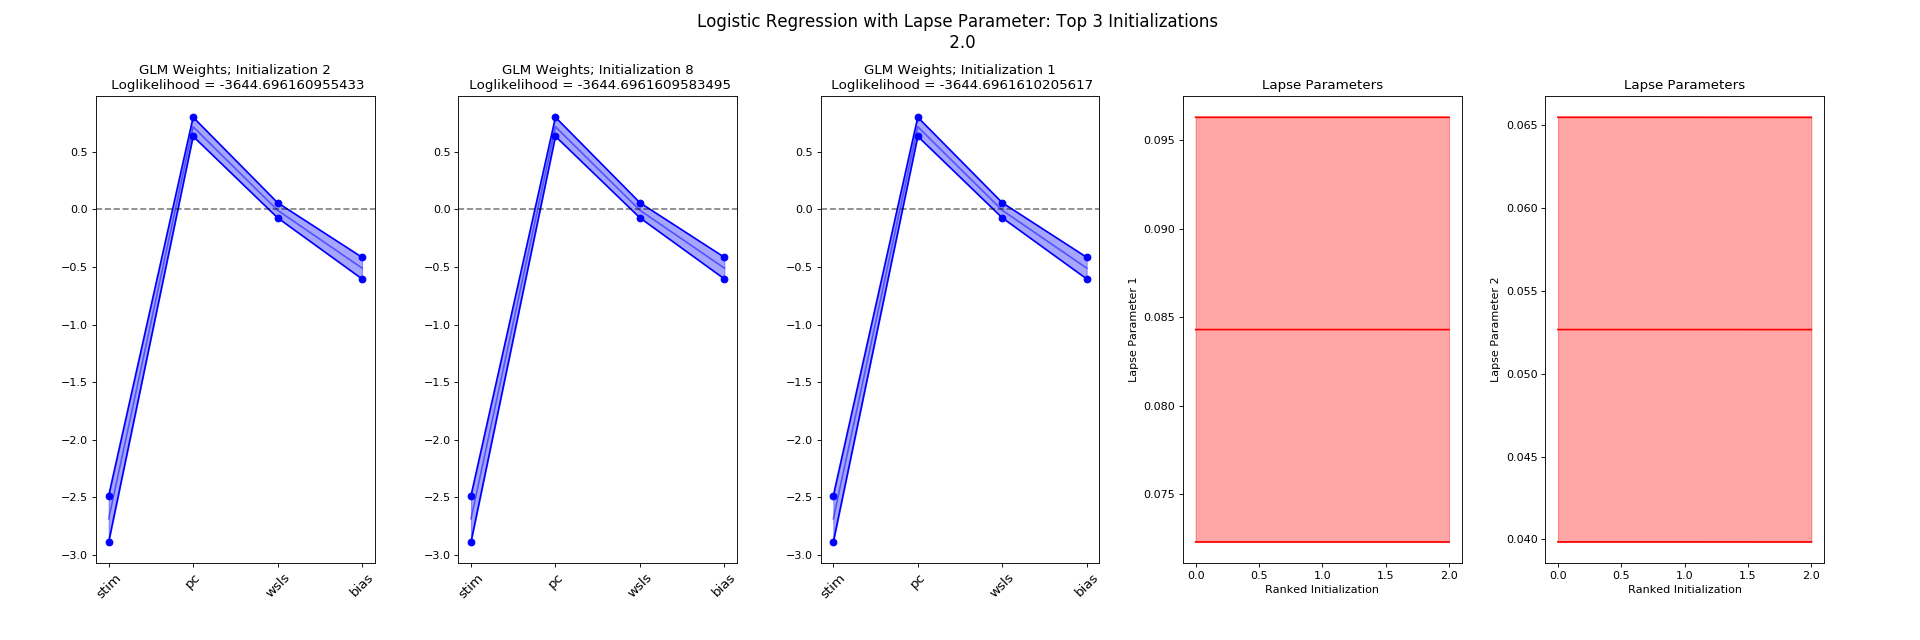 Logistic Regression with Lapse Parameter: Top 3 Initializations
2.0
GLM Weights; Initialization 2
Loglikelihood = -3644.696160955433
0.5
0.0
−0.5
−1.0
−1.5
−2.0
−2.5
−3.0
stim
pc
wsls
bias
GLM Weights; Initialization 8
Loglikelihood = -3644.6961609583495
0.5
0.0
−0.5
−1.0
−1.5
−2.0
−2.5
−3.0
stim
pc
wsls
bias
GLM Weights; Initialization 1
Loglikelihood = -3644.6961610205617
0.5
0.0
−0.5
−1.0
−1.5
−2.0
−2.5
−3.0
stim
pc
wsls
bias
Lapse Parameters
Lapse Parameter 1
0.095
0.090
0.085
0.080
0.075
0.0 0.5 1.0 1.5 2.0
Ranked Initialization
Lapse Parameters
Lapse Parameter 2
0.065
0.060
0.055
0.050
0.045
0.040
0.0 0.5 1.0 1.5 2.0
Ranked Initialization